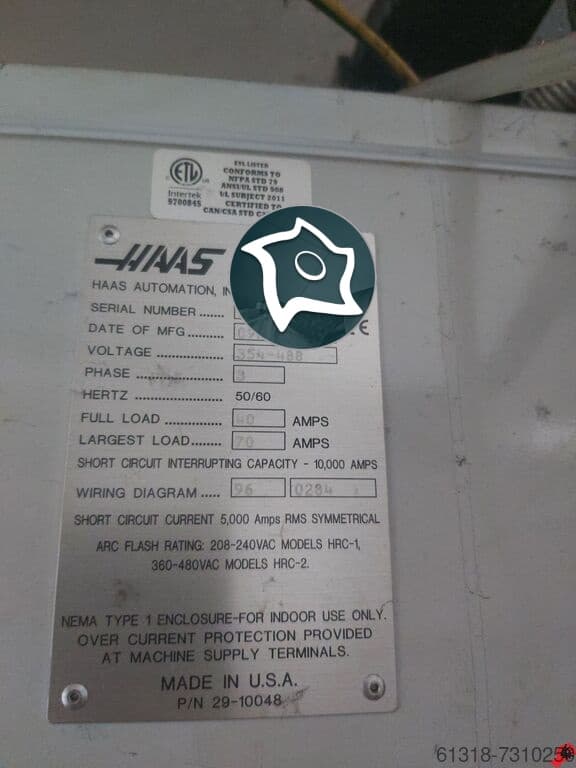 ETL LISTED
CONFORMS TO
NFPA STD 79
ANSI/UL STD 508
UL SUBJECT 2011
CERTIFIED TO
CAN/CSA STD
ETL
Intertek
9700845
HAAS
HAAS AUTOMATION,
SERIAL NUMBER ......
DATE OF MFG...........
VOLTAGE ................ 354-488
PHASE .................... 3
HERTZ ..................... 50/60
FULL LOAD .............. 40 AMPS
LARGEST LOAD....... 70 AMPS
SHORT CIRCUIT INTERRUPTING CAPACITY - 10,000 AMPS
WIRING DIAGRAM ..... 96 0284
SHORT CIRCUIT CURRENT 5,000 Amps RMS SYMMETRICAL
ARC FLASH RATING: 208-240VAC MODELS HRC-1,
360-480VAC MODELS HRC-2.
NEMA TYPE 1 ENCLOSURE-FOR INDOOR USE ONLY.
OVER CURRENT PROTECTION PROVIDED
AT MACHINE SUPPLY TERMINALS.
MADE IN U.S.A.
P/N 29-10048